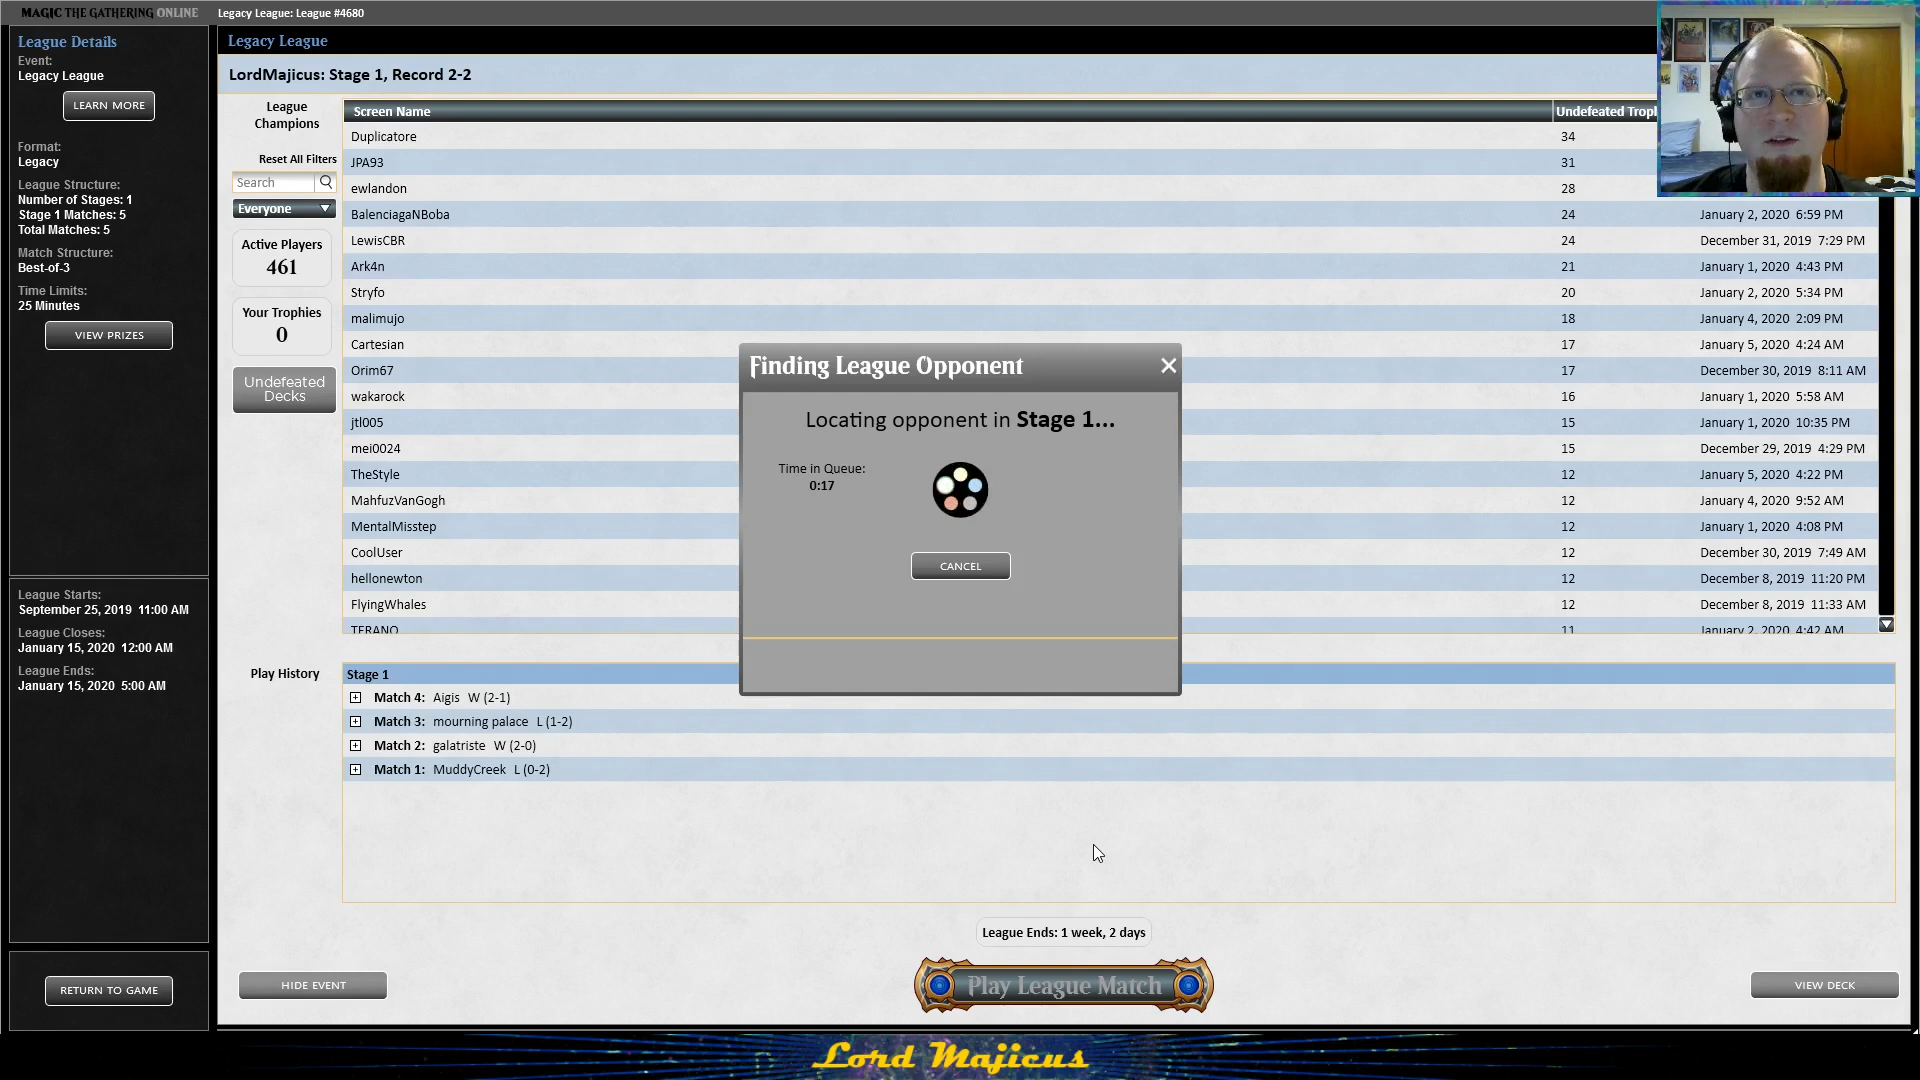 MAGIC THE GATHERING ONLINE
Legacy League: League #4680
League Details
Event:
Legacy League
LEARN MORE
Format:
Legacy
League Structure:
Number of Stages: 1
Stage 1 Matches: 5
Total Matches: 5
Match Structure:
Best-of-3
Time Limits:
25 Minutes
VIEW PRIZES
League Starts:
September 25, 2019 11:00 AM
League Closes:
January 15, 2020 12:00 AM
League Ends:
January 15, 2020 5:00 AM
RETURN TO GAME
Legacy League
LordMajicus: Stage 1, Record 2-2
League
Champions
Reset All Filters
Search
Everyone
Active Players
461
Your Trophies
0
Undefeated
Decks
Screen Name Undefeated Troph
Duplicatore 34
JPA93 31
ewlandon 28
BalenciagaNBoba 24 January 2, 2020 6:59 PM
LewisCBR 24 December 31, 2019 7:29 PM
Ark4n 21 January 1, 2020 4:43 PM
Stryfo 20 January 2, 2020 5:34 PM
malimujo 18 January 4, 2020 2:09 PM
Cartesian 17 January 5, 2020 4:24 AM
Orim67 17 December 30, 2019 8:11 AM
wakarock 16 January 1, 2020 5:58 AM
jtl005 15 January 1, 2020 10:35 PM
mei0024 15 December 29, 2019 4:29 PM
TheStyle 12 January 5, 2020 4:22 PM
MahfuzVanGogh 12 January 4, 2020 9:52 AM
MentalMisstep 12 January 1, 2020 4:08 PM
CoolUser 12 December 30, 2019 7:49 AM
hellonewton 12 December 8, 2019 11:20 PM
FlyingWhales 12 December 8, 2019 11:33 AM
TERANO 11 January 2, 2020 4:42 AM
Finding League Opponent
Locating opponent in Stage 1...
Time in Queue:
0:17
CANCEL
Play History
Stage 1
Match 4: Aigis W (2-1)
Match 3: mourning palace L (1-2)
Match 2: galatriste W (2-0)
Match 1: MuddyCreek L (0-2)
League Ends: 1 week, 2 days
HIDE EVENT
Play League Match
VIEW DECK
Lord Majicus